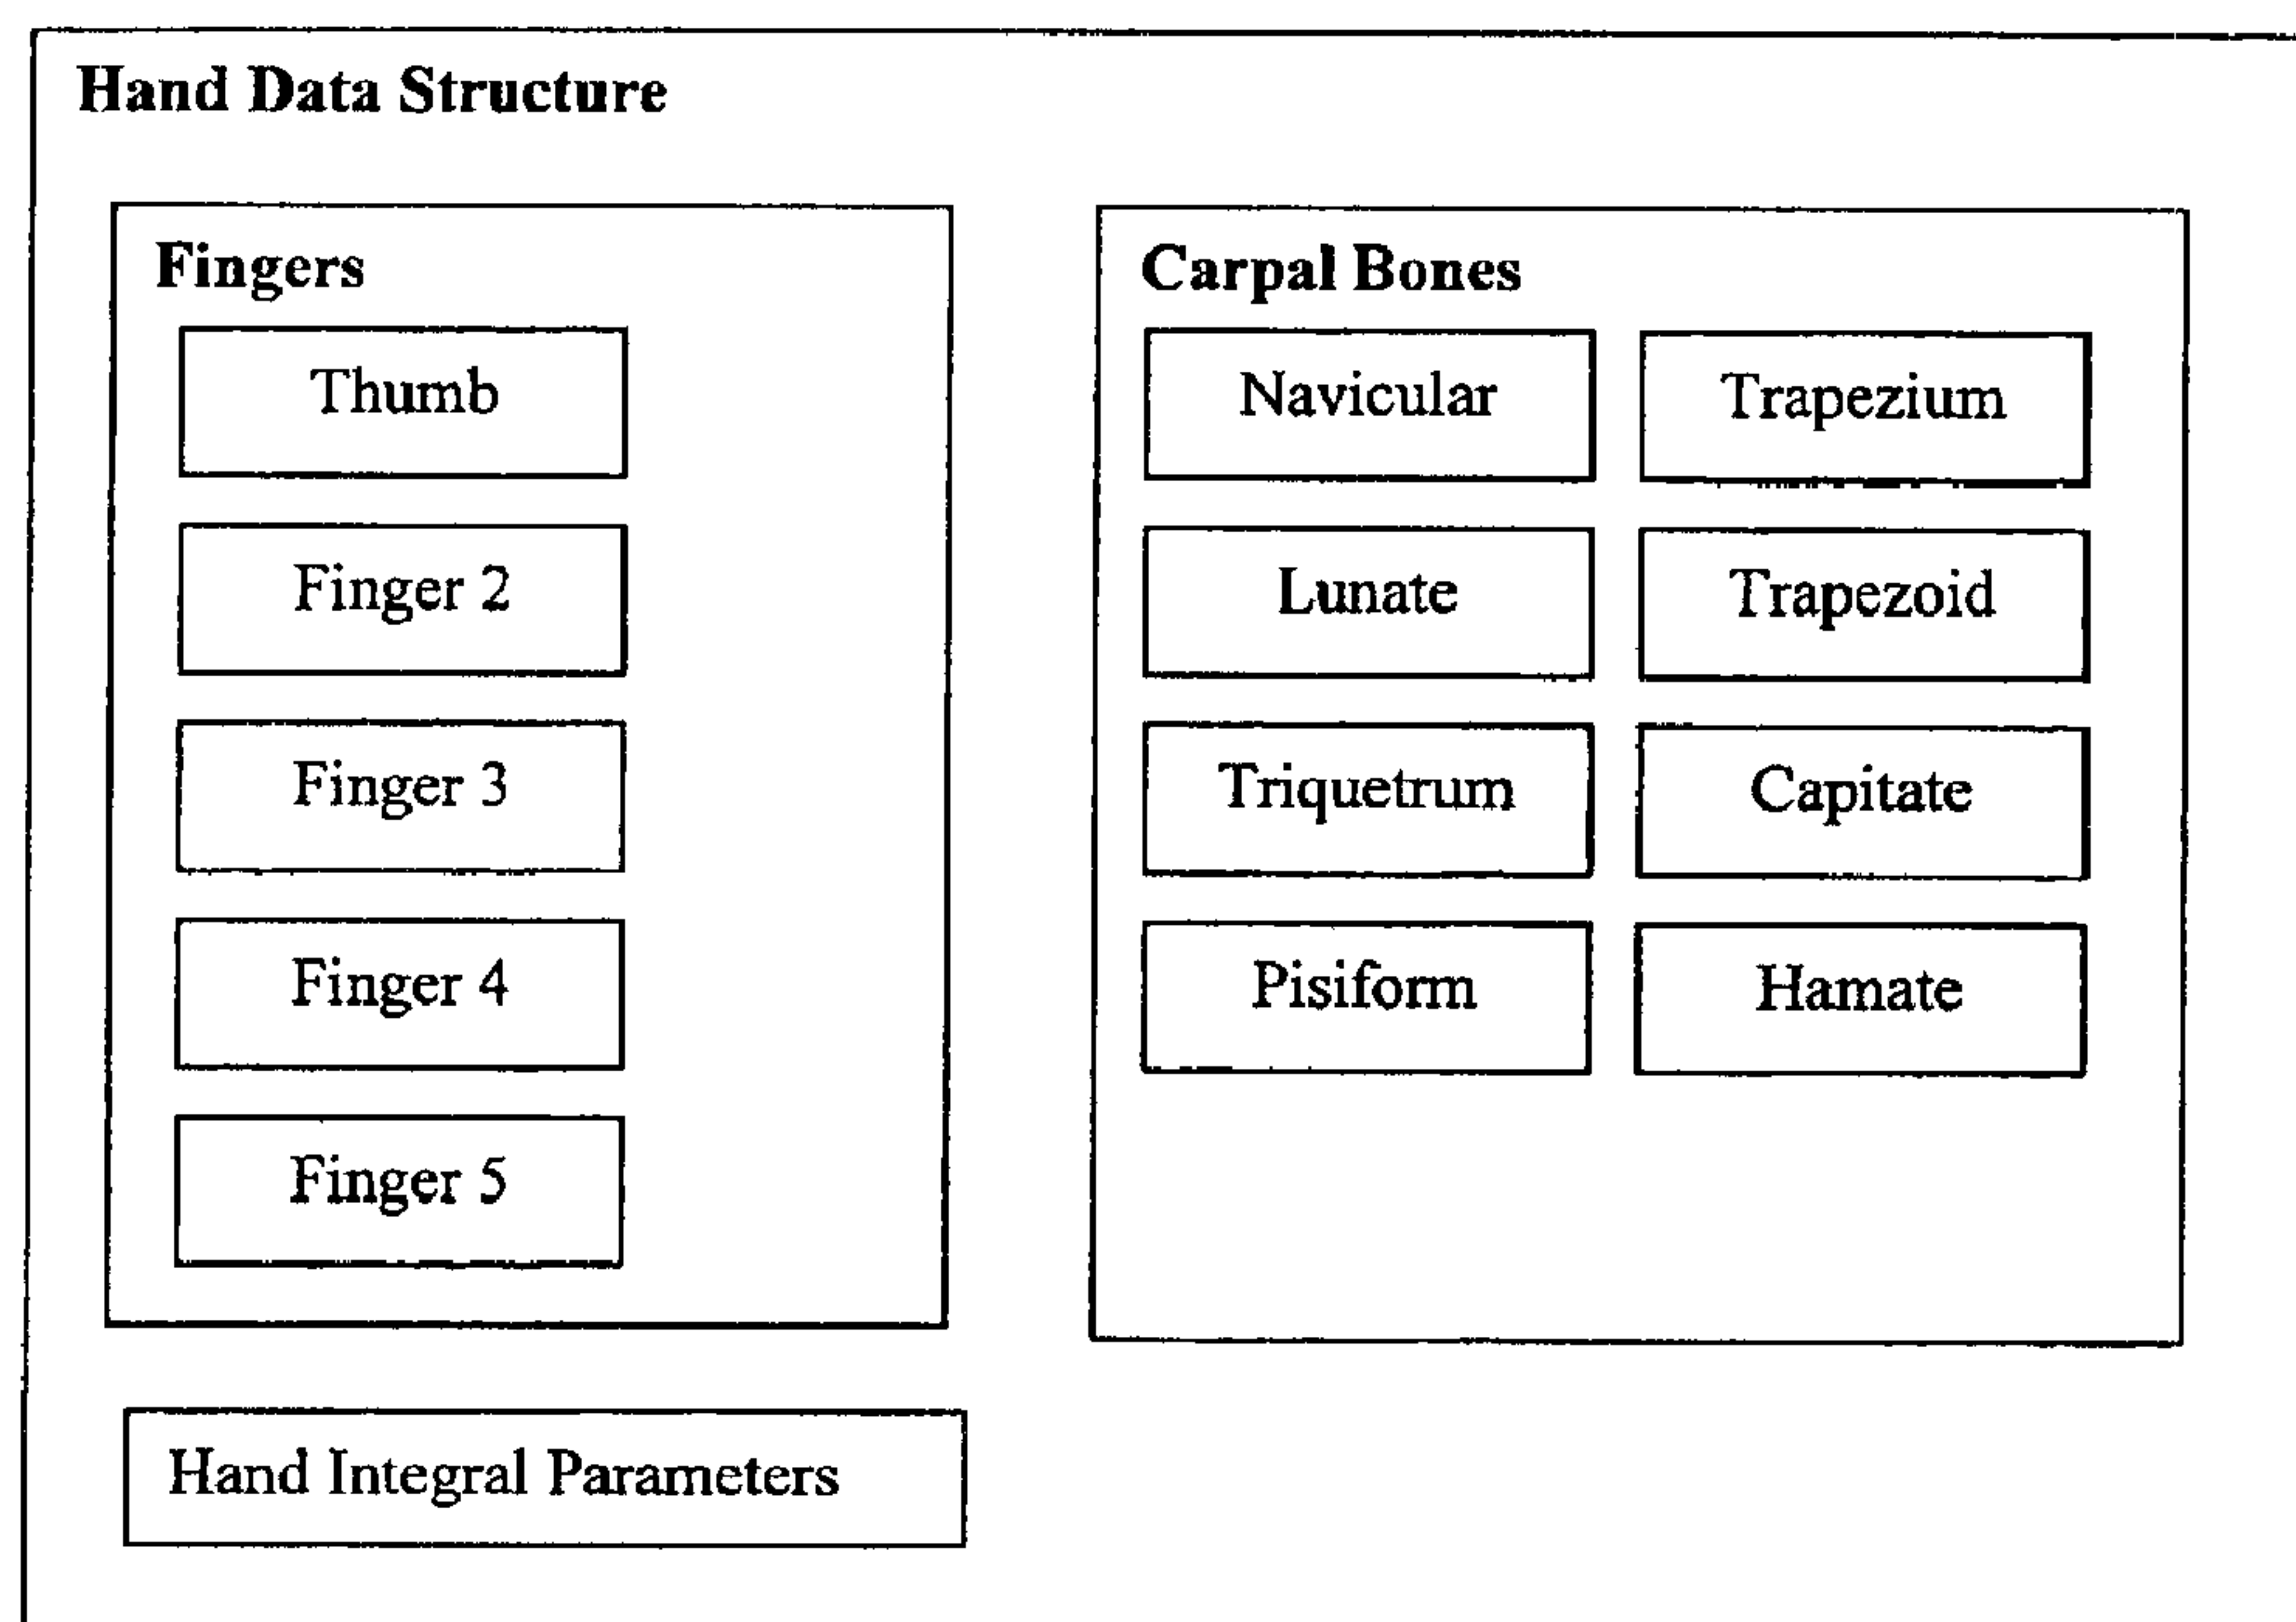 Hand Data Structure
Fingers
Thumb
Finger 2
Finger 3
Finger 4
Finger 5
Carpal Bones
Navicular
Trapezium
Lunate
Trapezoid
Triquetrum
Capitate
Pisiform
Hamate
Hand Integral Parameters